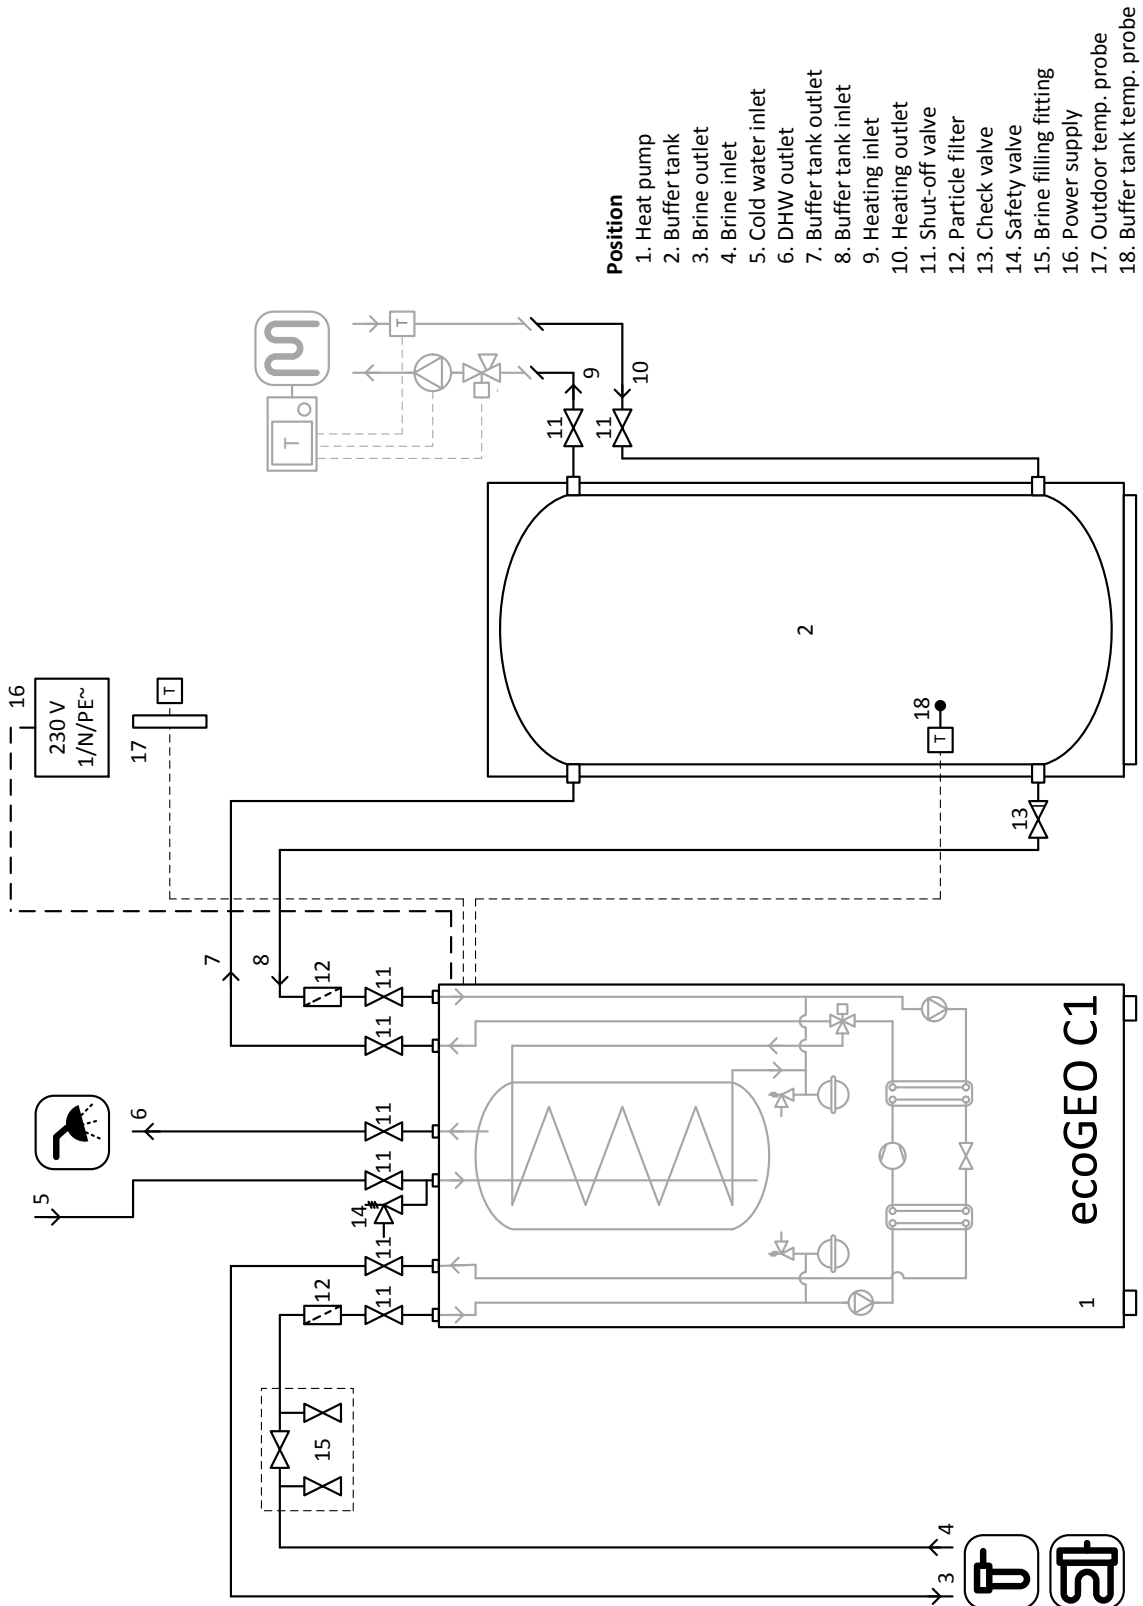 16
230 V
1/N/PE~
T
17
T
T
9
10
11
11
5
6
7
8
12
11
11
11
11
14
11
12
11
15
18
T
2
13
3
4
1
ecoGEO C1
Position
1. Heat pump
2. Buffer tank
3. Brine outlet
4. Brine inlet
5. Cold water inlet
6. DHW outlet
7. Buffer tank outlet
8. Buffer tank inlet
9. Heating inlet
10. Heating outlet
11. Shut-off valve
12. Particle filter
13. Check valve
14. Safety valve
15. Brine filling fitting
16. Power supply
17. Outdoor temp. probe
18. Buffer tank temp. probe